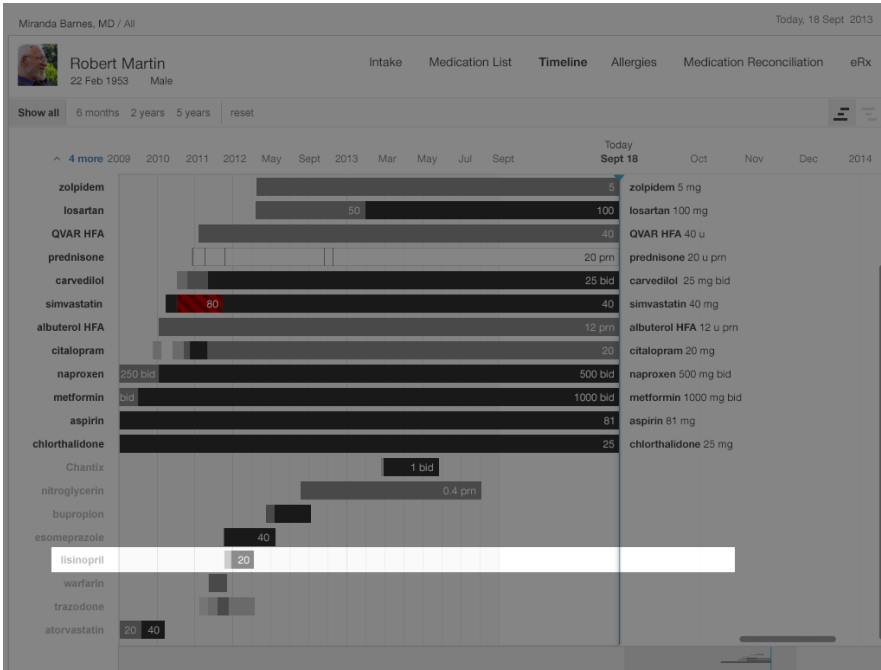 Miranda Barnes, MD / All
Today, 18 Sept 2013
Robert Martin
22 Feb 1953 Male
Intake Medication List Timeline Allergies Medication Reconciliation eRx
Show all 6 months 2 years 5 years reset
4 more 2009 2010 2011 2012 May Sept 2013 Mar May Jul Sept Today Sept 18 Oct Nov Dec 2014
zolpidem 5 zolpidem 5 mg
losartan 50 100 losartan 100 mg
QVAR HFA 40 QVAR HFA 40 u
prednisone 20 prn prednisone 20 u prn
carvedilol 25 bid carvedilol 25 mg bid
simvastatin 80 40 simvastatin 40 mg
albuterol HFA 12 prn albuterol HFA 12 u prn
citalopram 20 citalopram 20 mg
naproxen 250 bid 500 bid naproxen 500 mg bid
metformin bid 1000 bid metformin 1000 mg bid
aspirin 81 aspirin 81 mg
chlorthalidone 25 chlorthalidone 25 mg
Chantix 1 bid
nitroglycerin 0.4 prn
bupropion
esomeprazole 40
lisinopril 20
warfarin
trazodone
atorvastatin 20 40